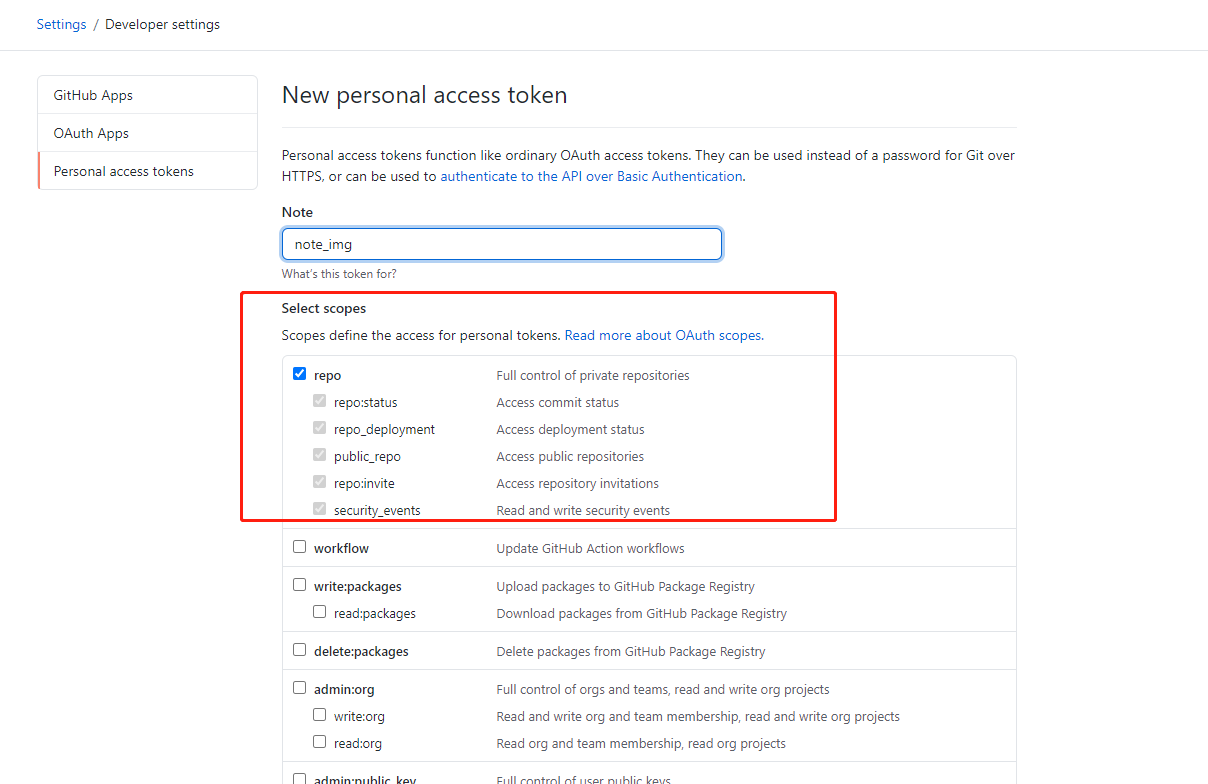 Settings / Developer settings
GitHub Apps
OAuth Apps
Personal access tokens
New personal access token
Personal access tokens function like ordinary OAuth access tokens. They can be used instead of a password for Git over
HTTPS, or can be used to authenticate to the API over Basic Authentication.
Note
note_img
What's this token for?
Select scopes
Scopes define the access for personal tokens. Read more about OAuth scopes.
repo Full control of private repositories
repo:status Access commit status
repo_deployment Access deployment status
public_repo Access public repositories
repo:invite Access repository invitations
security_events Read and write security events
workflow Update GitHub Action workflows
write:packages Upload packages to GitHub Package Registry
read:packages Download packages from GitHub Package Registry
delete:packages Delete packages from GitHub Package Registry
admin:org Full control of orgs and teams, read and write org projects
write:org Read and write org and team membership, read and write org projects
read:org Read org and team membership, read org projects
admin:public_key Full control of user public keys